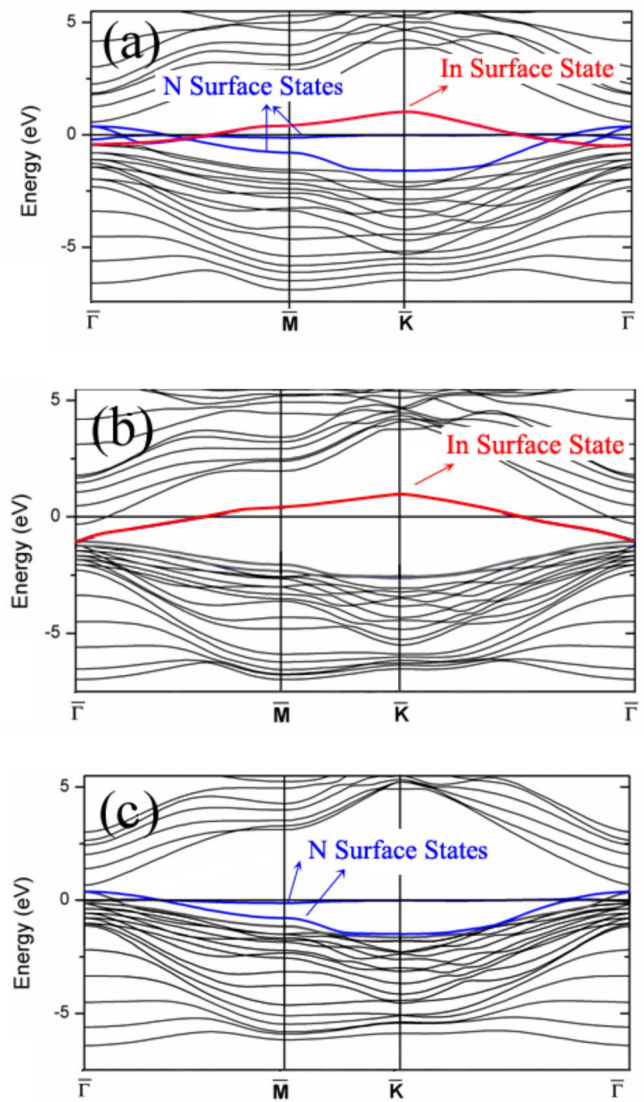 (a)
In Surface State
N Surface States
5
0
-5
Energy (eV)
Γ̅
M̅
K̅
Γ̅
(b)
In Surface State
5
0
-5
Energy (eV)
Γ̅
M̅
K̅
Γ̅
(c)
N Surface States
5
0
-5
Energy (eV)
Γ̅
M̅
K̅
Γ̅